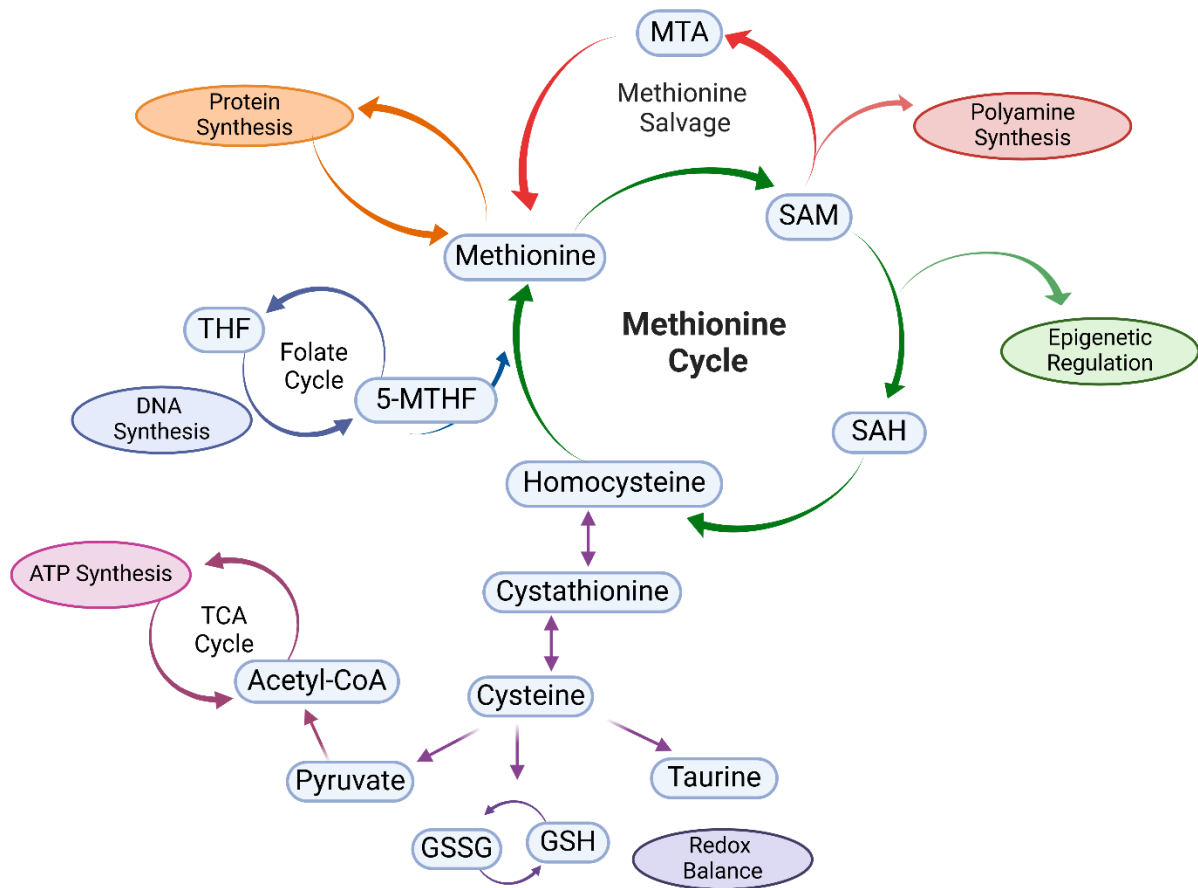 MTA
Methionine
Salvage
Protein
Synthesis
Polyamine
Synthesis
SAM
Methionine
Methionine
Cycle
Epigenetic
Regulation
THF
Folate
Cycle
5-MTHF
DNA
Synthesis
SAH
Homocysteine
ATP Synthesis
TCA
Cycle
Cystathionine
Acetyl-CoA
Cysteine
Pyruvate
Taurine
GSSG
GSH
Redox
Balance